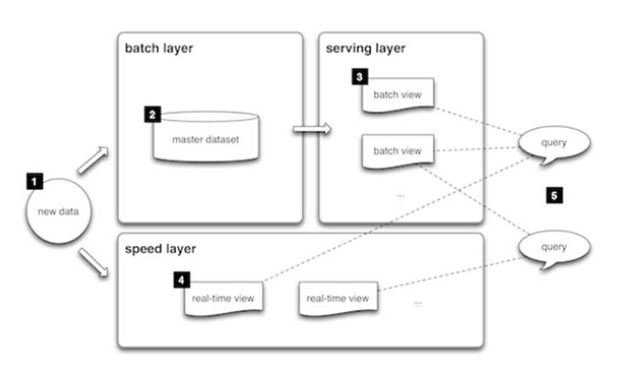 batch layer
serving layer
3
batch view
2
master dataset
query
batch view
1
...
5
new data
speed layer
query
4
real-time view
real-time view
...